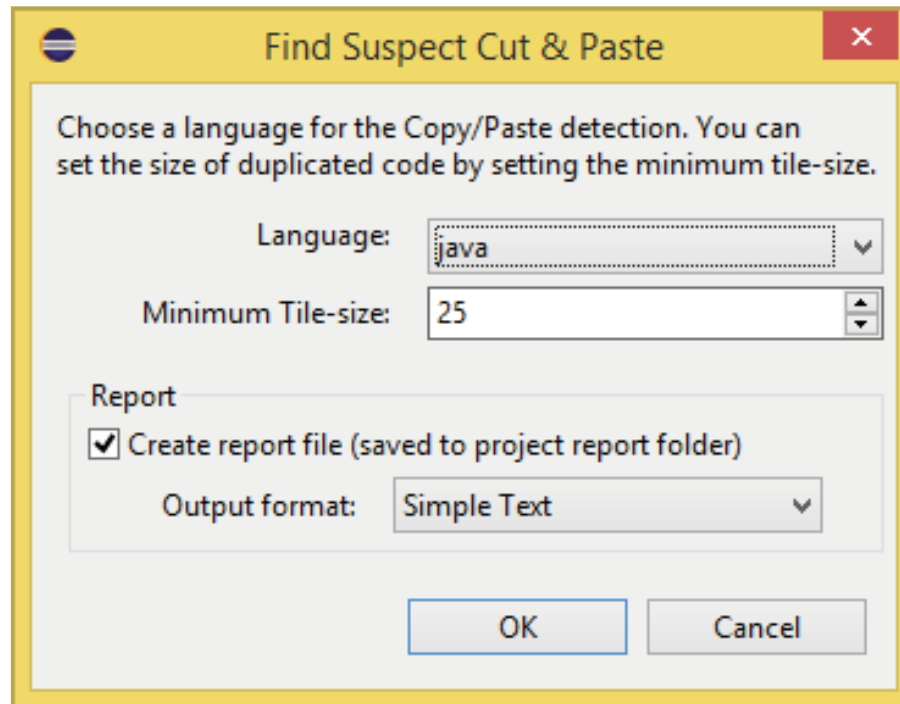 Find Suspect Cut & Paste
Choose a language for the Copy/Paste detection. You can
set the size of duplicated code by setting the minimum tile-size.
Language: java
Minimum Tile-size: 25
Report
Create report file (saved to project report folder)
Output format: Simple Text
OK Cancel